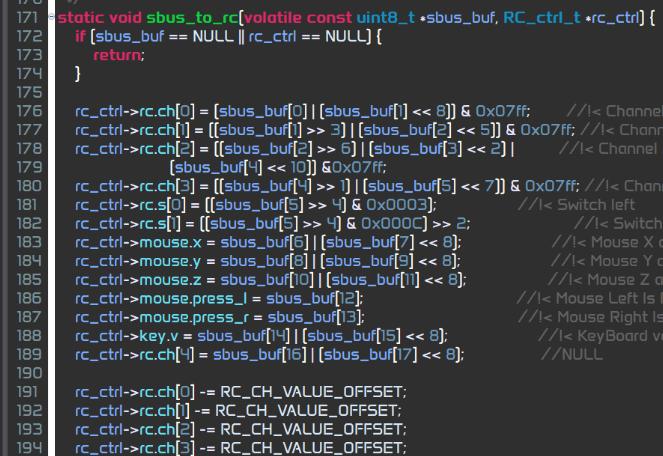 171 static void sbus_to_rc(volatile const uint8_t *sbus_buf, RC_ctrl_t *rc_ctrl) {
172 if (sbus_buf == NULL || rc_ctrl == NULL) {
173 return;
174 }
175
176 rc_ctrl->rc.ch[0] = (sbus_buf[0] | (sbus_buf[1] << 8)) & 0x07ff; //!< Channel
177 rc_ctrl->rc.ch[1] = ((sbus_buf[1] >> 3) | (sbus_buf[2] << 5)) & 0x07ff; //!< Chann
178 rc_ctrl->rc.ch[2] = ((sbus_buf[2] >> 6) | (sbus_buf[3] << 2) | //!< Channel
179 (sbus_buf[4] << 10)) &0x07ff;
180 rc_ctrl->rc.ch[3] = ((sbus_buf[4] >> 1) | (sbus_buf[5] << 7)) & 0x07ff; //!< Chan
181 rc_ctrl->rc.s[0] = ((sbus_buf[5] >> 4) & 0x0003); //!< Switch left
182 rc_ctrl->rc.s[1] = ((sbus_buf[5] >> 4) & 0x000C) >> 2; //!< Switch
183 rc_ctrl->mouse.x = sbus_buf[6] | (sbus_buf[7] << 8); //!< Mouse X a
184 rc_ctrl->mouse.y = sbus_buf[8] | (sbus_buf[9] << 8); //!< Mouse Y a
185 rc_ctrl->mouse.z = sbus_buf[10] | (sbus_buf[11] << 8); //!< Mouse Z a
186 rc_ctrl->mouse.press_l = sbus_buf[12]; //!< Mouse Left Is
187 rc_ctrl->mouse.press_r = sbus_buf[13]; //!< Mouse Right Is
188 rc_ctrl->key.v = sbus_buf[14] | (sbus_buf[15] << 8); //!< KeyBoard v
189 rc_ctrl->rc.ch[4] = sbus_buf[16] | (sbus_buf[17] << 8); //NULL
190
191 rc_ctrl->rc.ch[0] -= RC_CH_VALUE_OFFSET;
192 rc_ctrl->rc.ch[1] -= RC_CH_VALUE_OFFSET;
193 rc_ctrl->rc.ch[2] -= RC_CH_VALUE_OFFSET;
194 rc_ctrl->rc.ch[3] -= RC_CH_VALUE_OFFSET;